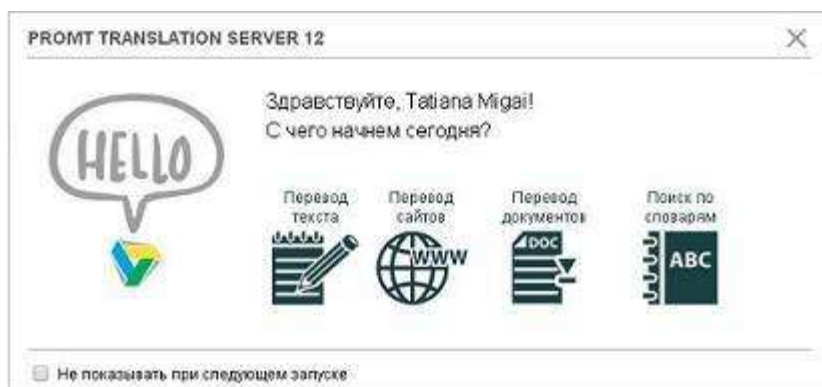 PROMT TRANSLATION SERVER 12
Здравствуйте, Tatiana Migai!
С чего начнем сегодня?
HELLO
Перевод
текста
Перевод
сайтов
Перевод
документов
Поиск по
словарям
WWW
DOC
ABC
Не показывать при следующем запуске